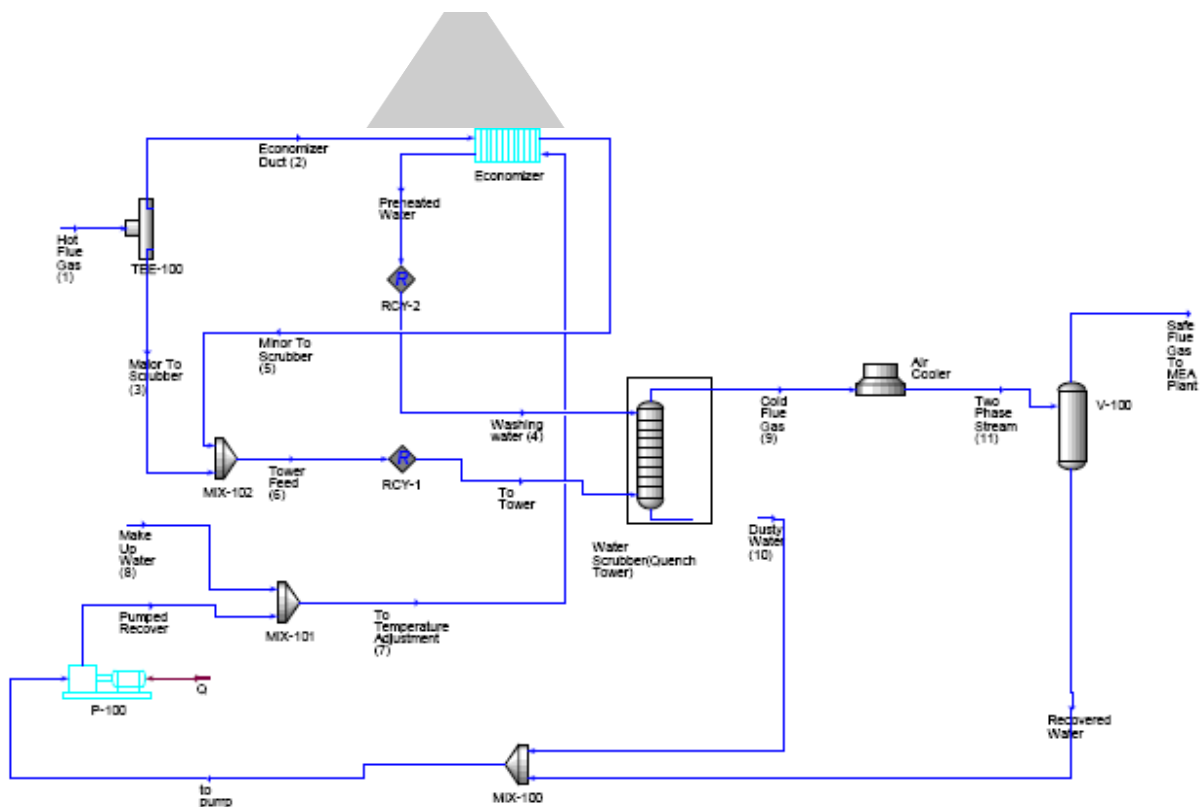 Economizer
Duct (2)
Economizer
Preheated
Water
Hot
Flue
Gas
(1)
TEE-100
R
RCY-2
Major To
Scrubber
(3)
Minor To
Scrubber
(5)
Safe
Flue
Gas
To
MEA
Plant
Air
Cooler
Cold
Flue
Gas
(9)
Two
Phase
Stream
(11)
V-100
Washing
water (4)
MIX-102
Tower
Feed
(6)
R
RCY-1
To
Tower
Make
Up
Water
(8)
Water
Scrubber(Quench
Tower)
Dusty
Water
(10)
Pumped
Recover
MIX-101
To
Temperature
Adjustment
(7)
Q
P-100
Recovered
Water
to
pump
MIX-100